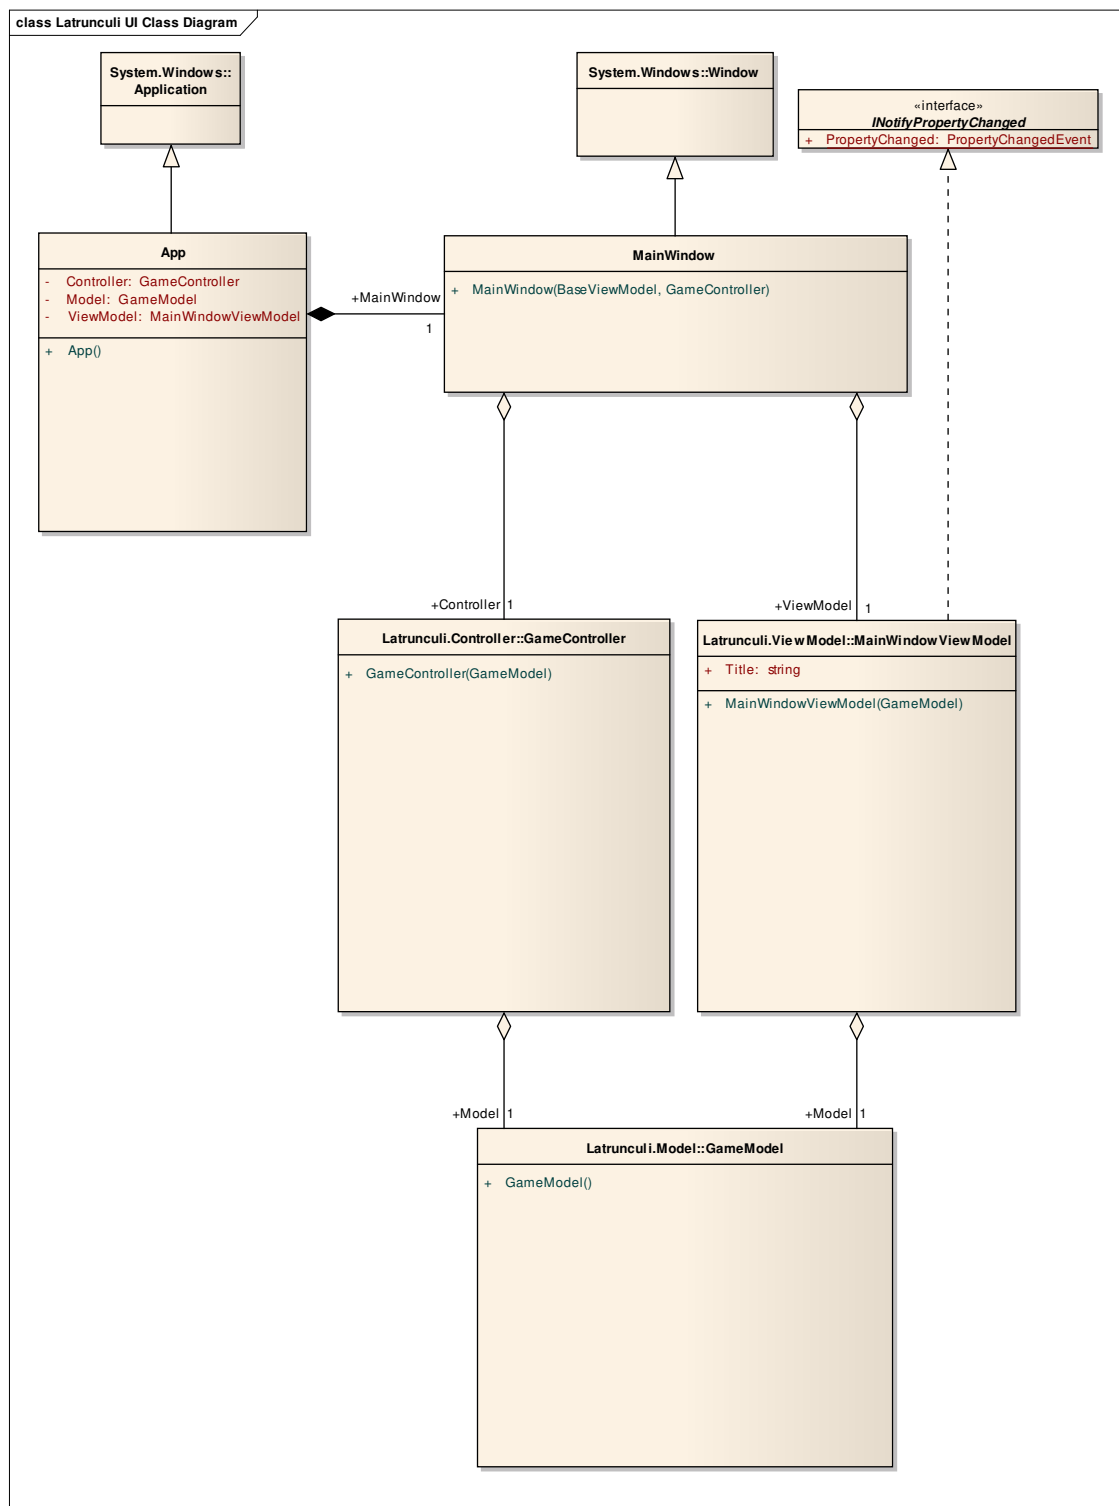 class Latrunculi UI Class Diagram
System.Windows::
Application
System.Windows::Window
«interface»
INotifyPropertyChanged
+ PropertyChanged: PropertyChangedEvent
App
- Controller: GameController
- Model: GameModel
- ViewModel: MainWindowViewModel
+ App()
+MainWindow
1
MainWindow
+ MainWindow(BaseViewModel, GameController)
+Controller 1
+ViewModel 1
Latrunculi.Controller::GameController
+ GameController(GameModel)
Latrunculi.ViewModel::MainWindowViewModel
+ Title: string
+ MainWindowViewModel(GameModel)
+Model 1
+Model 1
Latrunculi.Model::GameModel
+ GameModel()